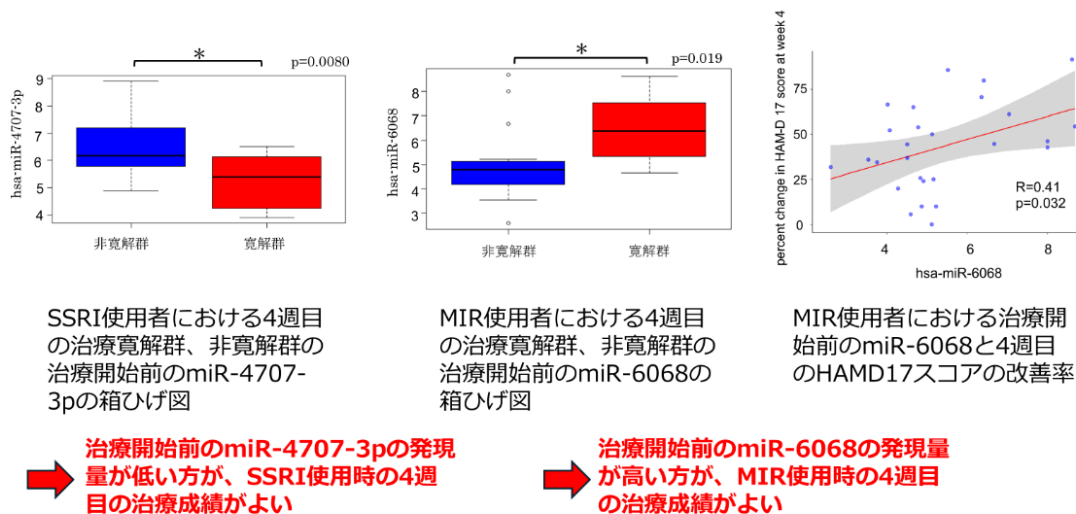 *
p=0.0080
hsa-miR-4707-3p
9
8
7
6
5
4
非寛解群
寛解群
*
p=0.019
hsa-miR-6068
8
7
6
5
4
3
非寛解群
寛解群
percent change in HAM-D 17 score at week 4
75
50
25
0
R=0.41
p=0.032
4
6
8
hsa-miR-6068
SSRI使用者における4週目
の治療寛解群、非寛解群の
治療開始前のmiR-4707-
3pの箱ひげ図
MIR使用者における4週目
の治療寛解群、非寛解群の
治療開始前のmiR-6068の
箱ひげ図
MIR使用者における治療開
始前のmiR-6068と4週目
のHAMD17スコアの改善率
治療開始前のmiR-4707-3pの発現
量が低い方が、SSRI使用時の4週
目の治療成績がよい
治療開始前のmiR-6068の発現量
が高い方が、MIR使用時の4週目
の治療成績がよい